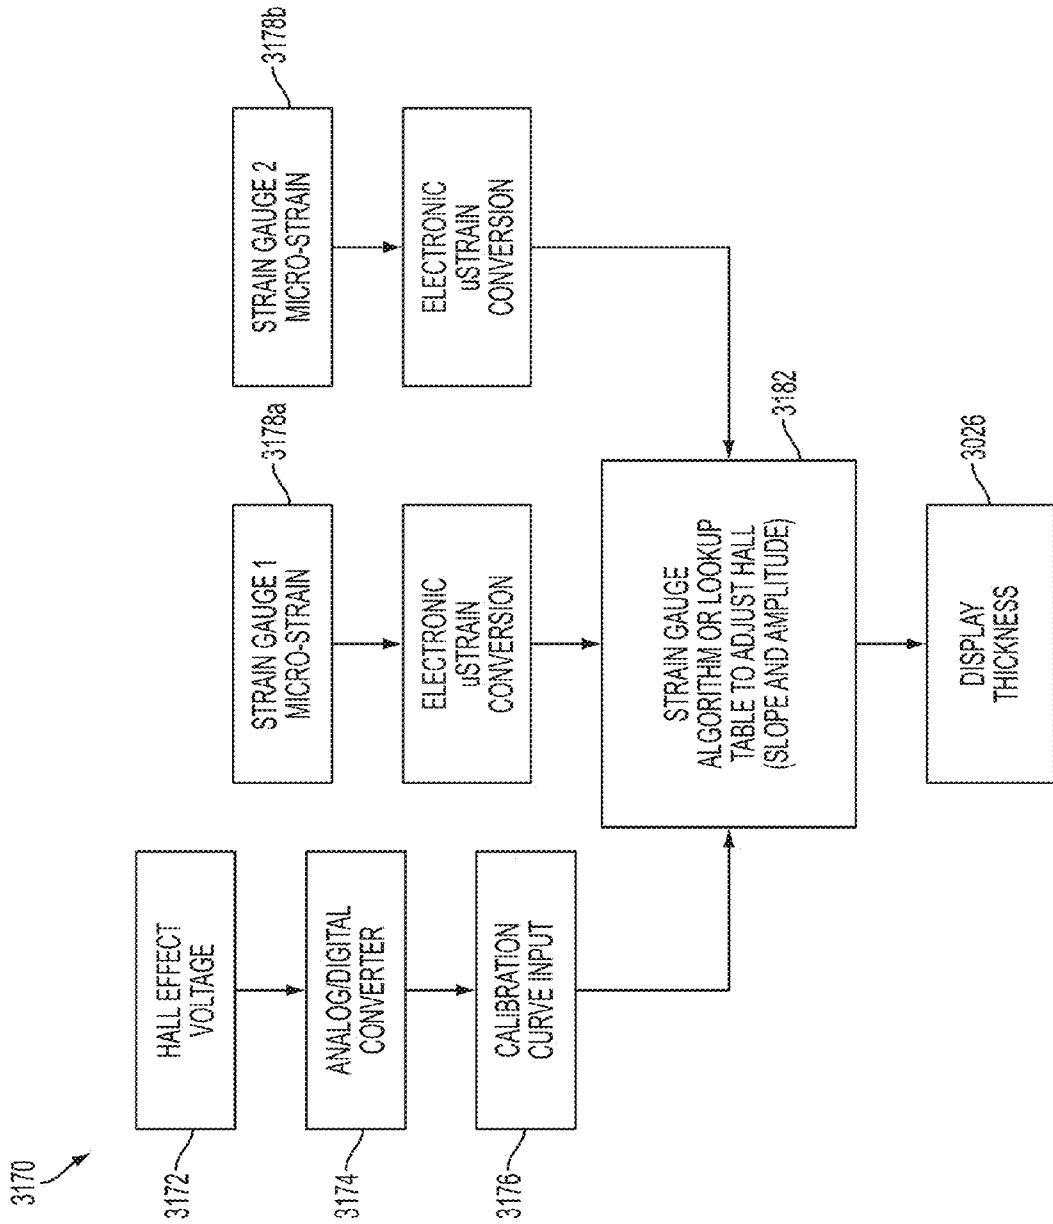 3170
HALL EFFECT
VOLTAGE
3172
ANALOG/DIGITAL
CONVERTER
3174
CALIBRATION
CURVE INPUT
3176
STRAIN GAUGE 1
MICRO-STRAIN
3178a
ELECTRONIC
uSTRAIN
CONVERSION
STRAIN GAUGE 2
MICRO-STRAIN
3178b
ELECTRONIC
uSTRAIN
CONVERSION
STRAIN GAUGE
ALGORITHM OR LOOKUP
TABLE TO ADJUST HALL
(SLOPE AND AMPLITUDE)
3182
DISPLAY
THICKNESS
3026